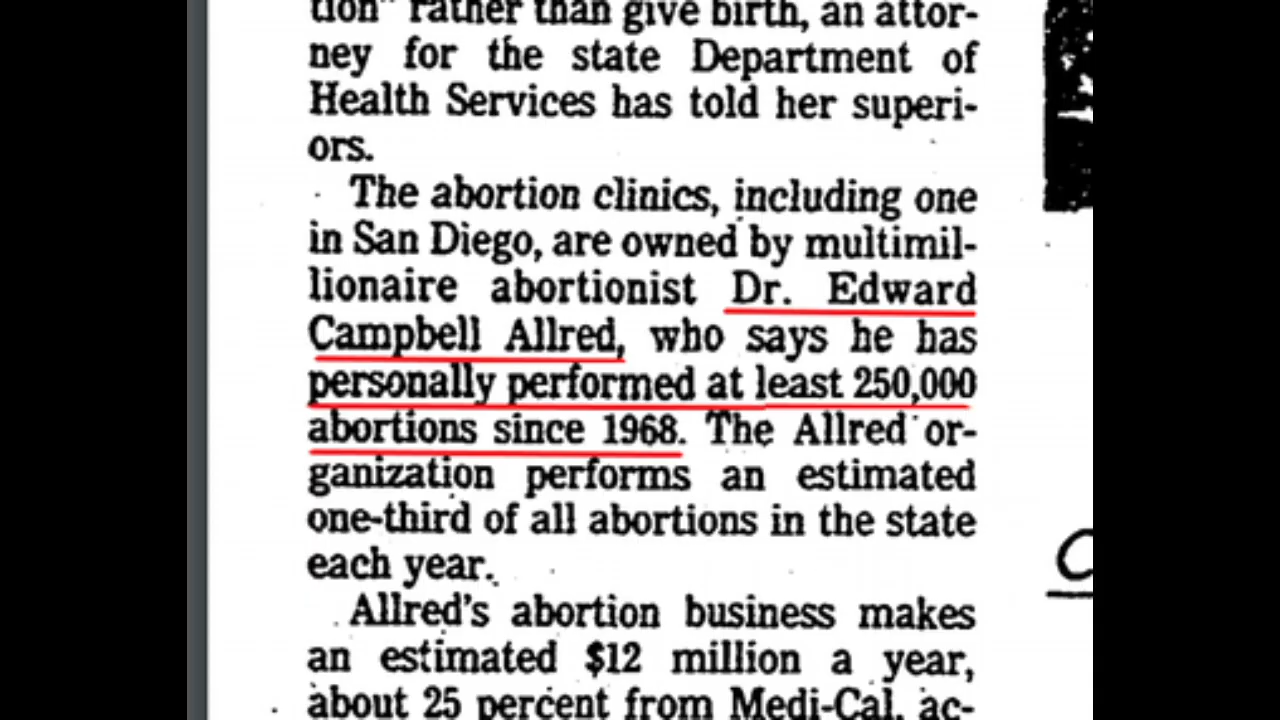 tion" rather than give birth, an attor-
ney for the state Department of
Health Services has told her superi-
ors.
The abortion clinics, including one
in San Diego, are owned by multimil-
lionaire abortionist Dr. Edward
Campbell Allred, who says he has
personally performed at least 250,000
abortions since 1968. The Allred or-
ganization performs an estimated
one-third of all abortions in the state
each year.
Allred's abortion business makes
an estimated $12 million a year,
about 25 percent from Medi-Cal, ac-